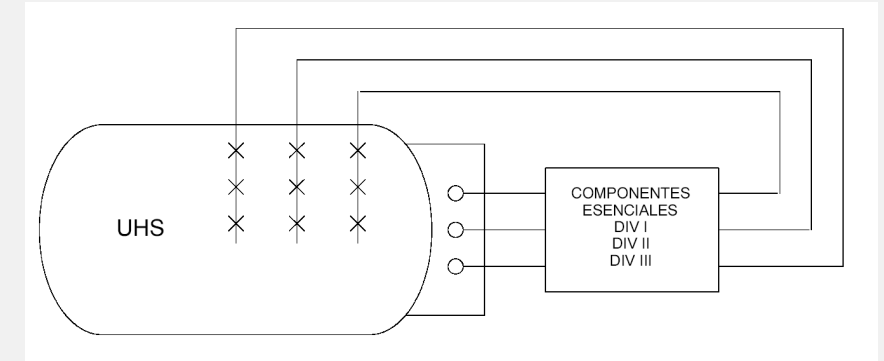 UHS
COMPONENTES
ESENCIALES
DIV I
DIV II
DIV III